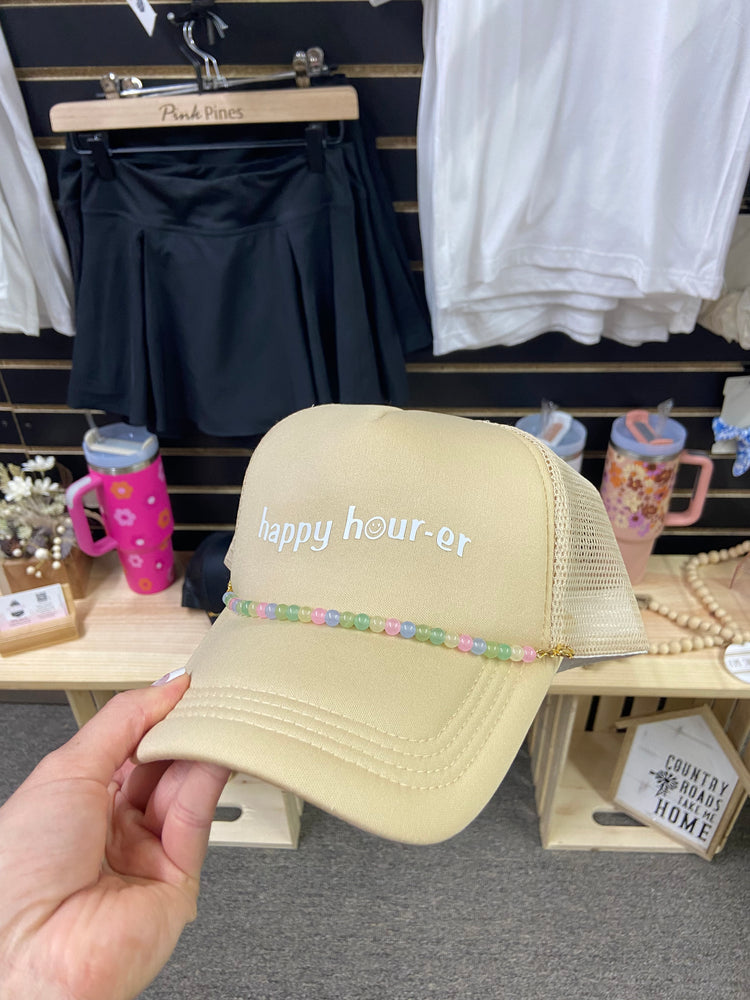 Pink Pines
happy hour-er
COUNTRY
ROADS
TAKE ME
HOME